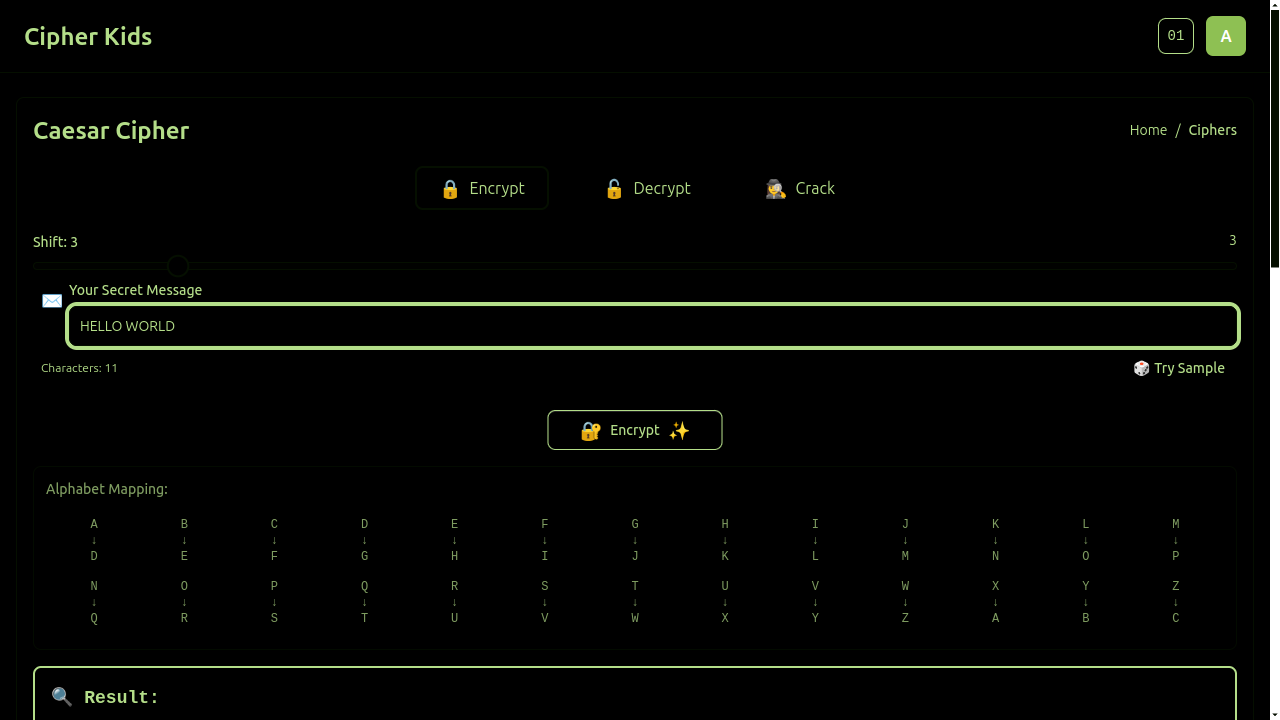 Cipher Kids
01
A
Caesar Cipher
Home / Ciphers
🔒 Encrypt
🔓 Decrypt
🕵️ Crack
Shift: 3
3
✉️ Your Secret Message
HELLO WORLD
Characters: 11
🎲 Try Sample
🔐 Encrypt ✨
Alphabet Mapping:
A B C D E F G H I J K L M
↓ ↓ ↓ ↓ ↓ ↓ ↓ ↓ ↓ ↓ ↓ ↓ ↓
D E F G H I J K L M N O P
N O P Q R S T U V W X Y Z
↓ ↓ ↓ ↓ ↓ ↓ ↓ ↓ ↓ ↓ ↓ ↓ ↓
Q R S T U V W X Y Z A B C
🔍 Result: